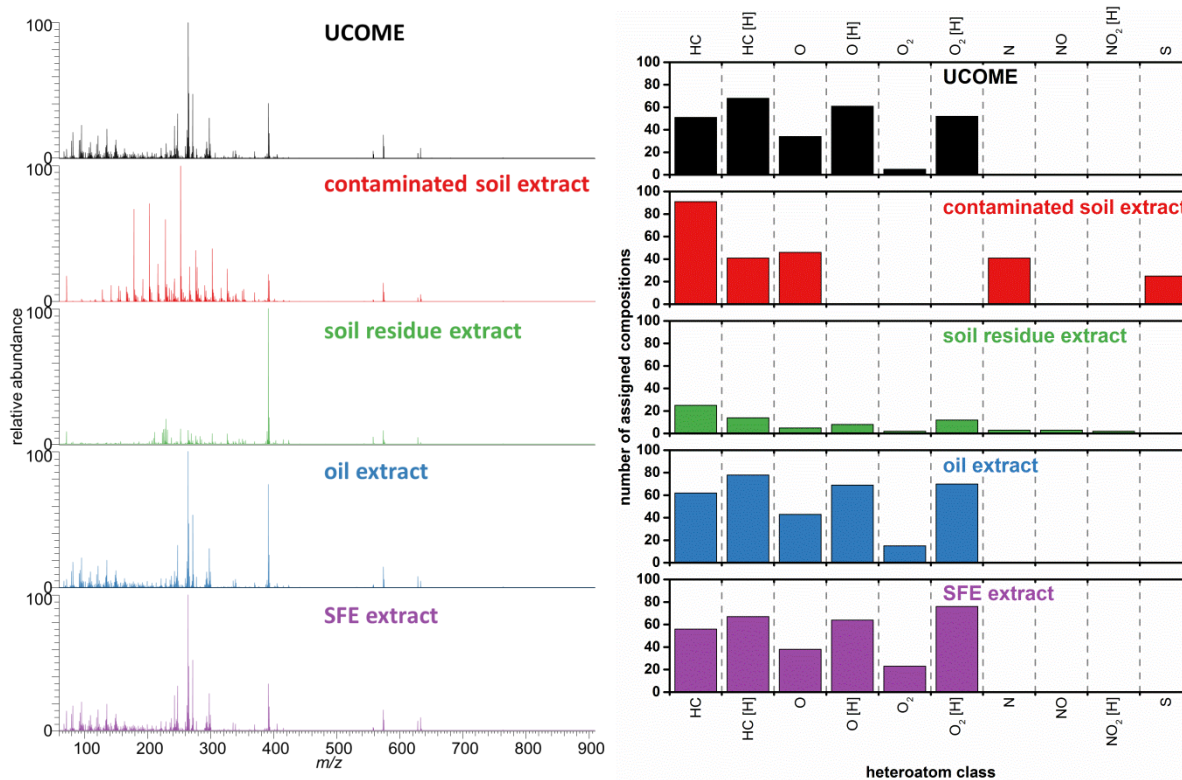 100
UCOME
0
100
contaminated soil extract
0
100
soil residue extract
0
100
oil extract
0
100
SFE extract
0
relative abundance
100 200 300 400 500 600 700 800 900
m/z
HC HC [H] O O [H] O₂ O₂ [H] N NO NO₂ [H] S
100
80
60
40
20
0
UCOME
100
80
60
40
20
0
contaminated soil extract
100
80
60
40
20
0
soil residue extract
100
80
60
40
20
0
oil extract
100
80
60
40
20
0
SFE extract
number of assigned compositions
HC HC [H] O O [H] O₂ O₂ [H] N NO NO₂ [H] S
heteroatom class